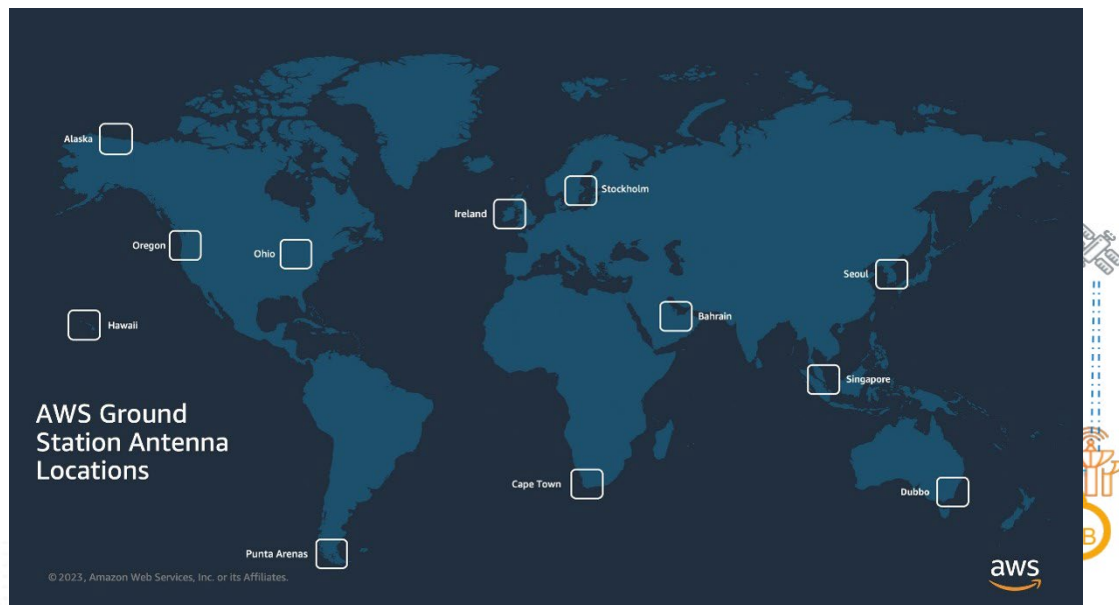 Alaska
Stockholm
Ireland
Oregon
Ohio
Seoul
Bahrain
Hawaii
Singapore
AWS Ground
Station Antenna
Locations
Cape Town
Dubbo
Punta Arenas
© 2023, Amazon Web Services, Inc. or its Affiliates.
aws
B